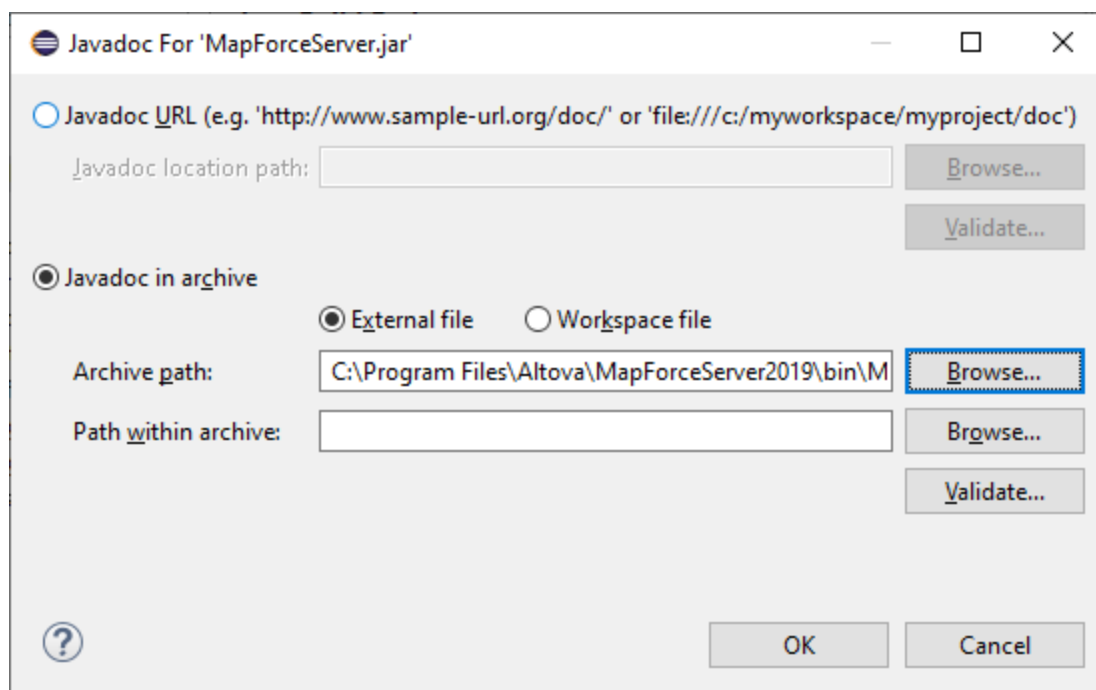 Javadoc For 'MapForceServer.jar'
Javadoc URL (e.g. 'http://www.sample-url.org/doc/' or 'file:///c:/myworkspace/myproject/doc')
Javadoc location path: Browse...
Validate...
Javadoc in archive
External file Workspace file
Archive path: C:\Program Files\Altova\MapForceServer2019\bin\M Browse...
Path within archive: Browse...
Validate...
? OK Cancel